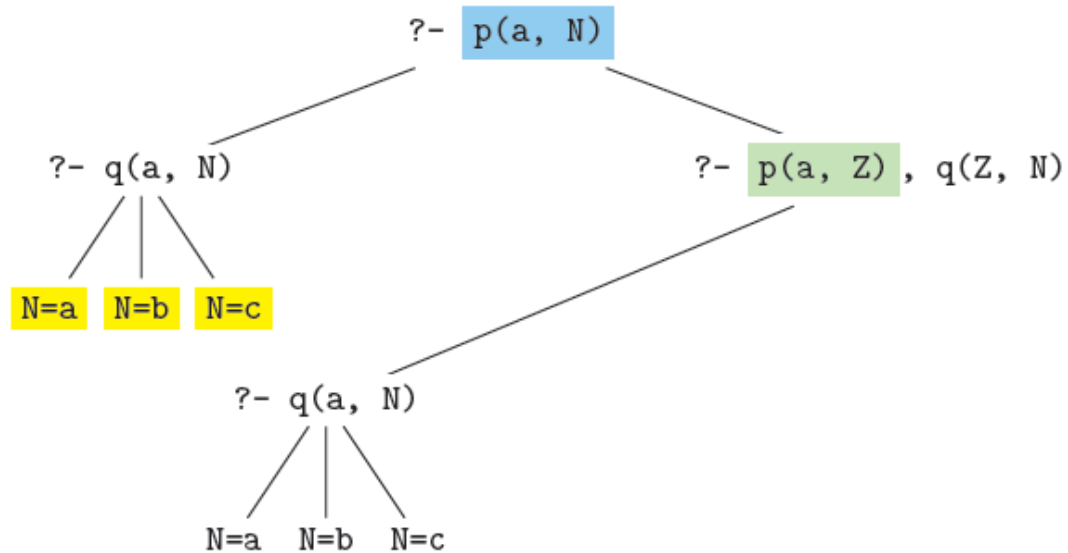 ?- p(a, N)
?- q(a, N)
?- p(a, Z), q(Z, N)
N=a N=b N=c
?- q(a, N)
N=a N=b N=c